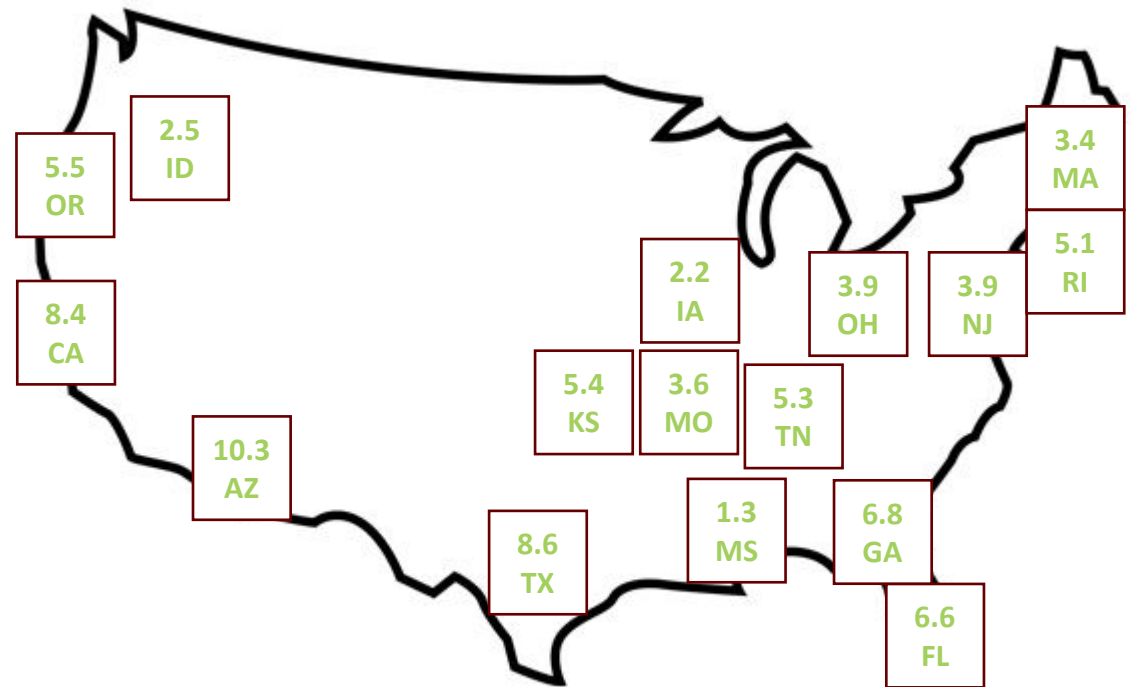 2.5
ID
3.4
MA
5.5
OR
5.1
RI
2.2
IA
3.9
OH
3.9
NJ
8.4
CA
5.4
KS
3.6
MO
5.3
TN
10.3
AZ
1.3
MS
6.8
GA
8.6
TX
6.6
FL